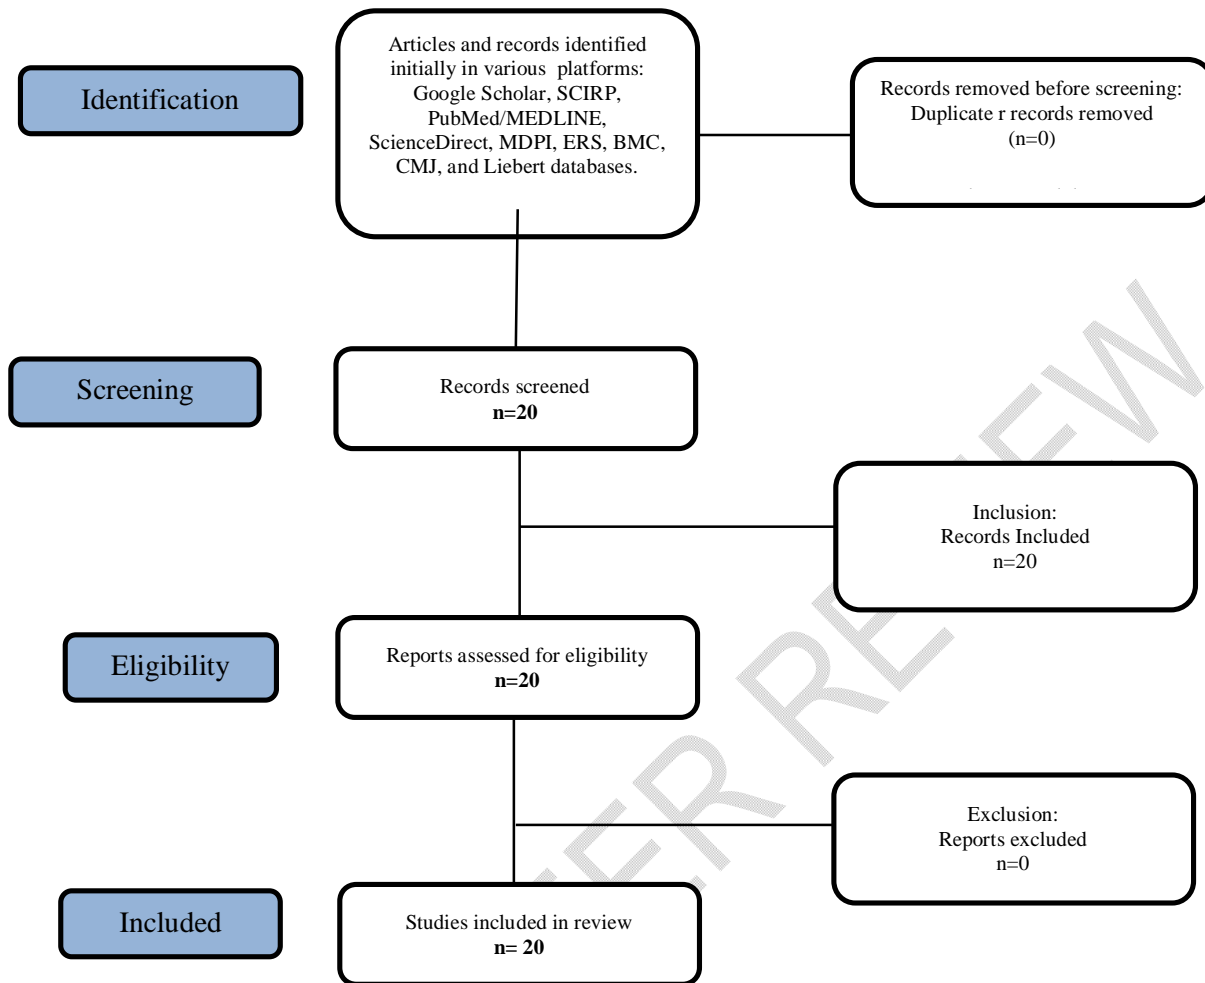 Identification
Articles and records identified
initially in various platforms:
Google Scholar, SCIRP,
PubMed/MEDLINE,
ScienceDirect, MDPI, ERS, BMC,
CMJ, and Liebert databases.
Records removed before screening:
Duplicate r records removed
(n=0)
Screening
Records screened
n=20
Inclusion:
Records Included
n=20
Eligibility
Reports assessed for eligibility
n=20
Exclusion:
Reports excluded
n=0
Included
Studies included in review
n= 20
ER REVIEW